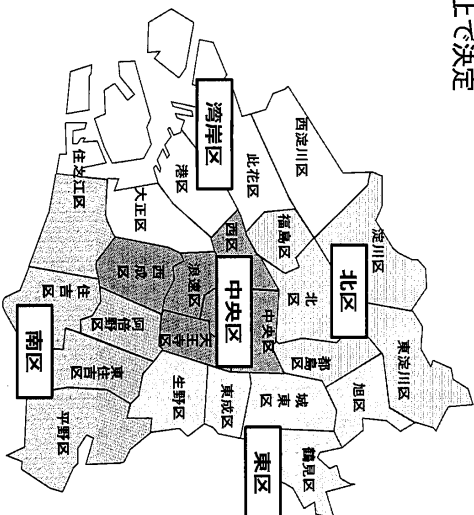 上で決定
西淀川区
淀川区
東淀川区
湾岸区
此花区
福島区
北区
北区
旭区
港区
西区
都島区
鶴見区
大正区
浪速区
中央区
中央区
城東区
東区
住之江区
西成区
天王寺区
東成区
生野区
住吉区
阿倍野区
南区
東住吉区
平野区